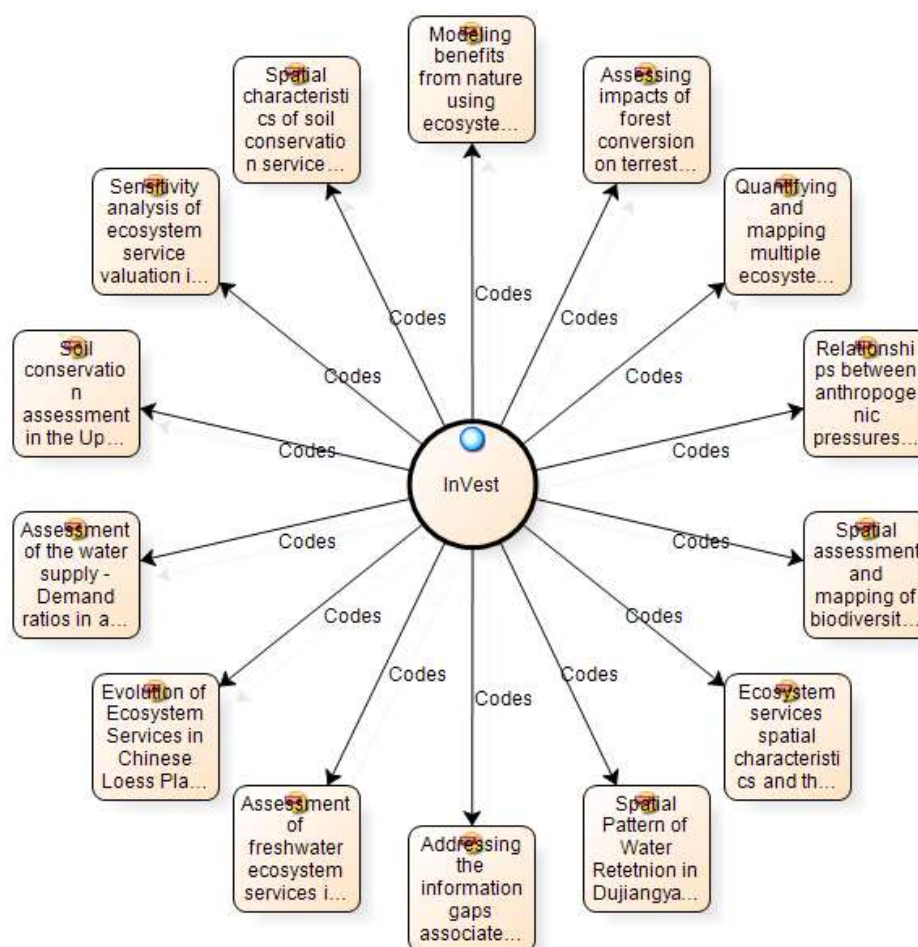 Modeling
benefits
from nature
using
ecosyste...
Spatial
characteristi
cs of soil
conservatio
n service...
Assessing
impacts of
forest
conversion
on terrest...
Sensitivity
analysis of
ecosystem
service
valuation i...
Quantifying
and
mapping
multiple
ecosyste...
Codes
Codes
Codes
Soil
conservatio
n
assessment
in the Up...
Codes
Codes
Relationshi
ps between
anthropoge
nic
pressures...
Codes
Codes
InVest
Assessment
of the water
supply -
Demand
ratios in a...
Codes
Codes
Spatial
assessment
and
mapping of
biodiversit...
Codes
Codes
Evolution of
Ecosystem
Services in
Chinese
Loess Pla...
Codes
Codes
Codes
Ecosystem
services
spatial
characteristi
cs and th...
Assessment
of
freshwater
ecosystem
services i...
Addressing
the
information
gaps
associate...
Spatial
Pattern of
Water
Retetnion in
Dujiangya...